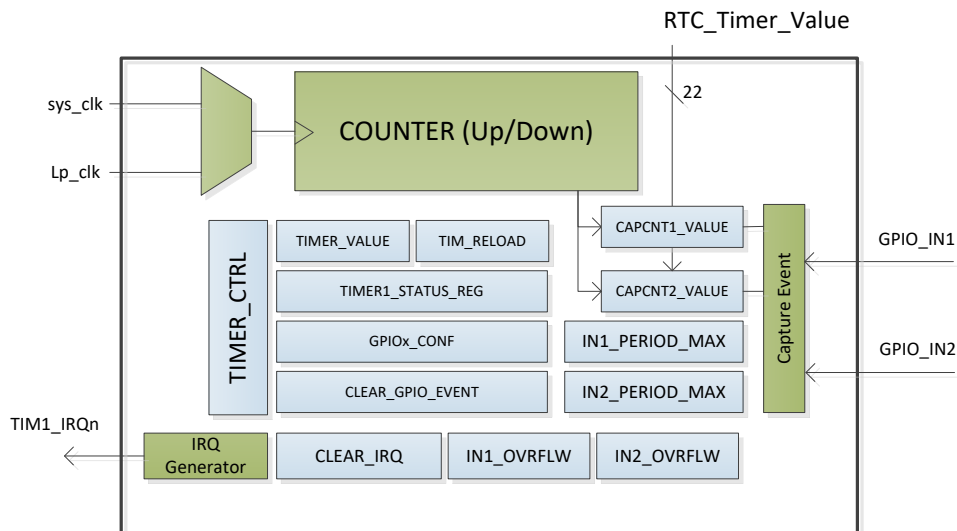 RTC_Timer_Value
22
sys_clk
Lp_clk
COUNTER (Up/Down)
CAPCNT1_VALUE
CAPCNT2_VALUE
TIMER_CTRL
TIMER_VALUE
TIM_RELOAD
TIMER1_STATUS_REG
GPIOx_CONF
CLEAR_GPIO_EVENT
IN1_PERIOD_MAX
IN2_PERIOD_MAX
Capture Event
GPIO_IN1
GPIO_IN2
TIM1_IRQn
IRQ
Generator
CLEAR_IRQ
IN1_OVRFLW
IN2_OVRFLW